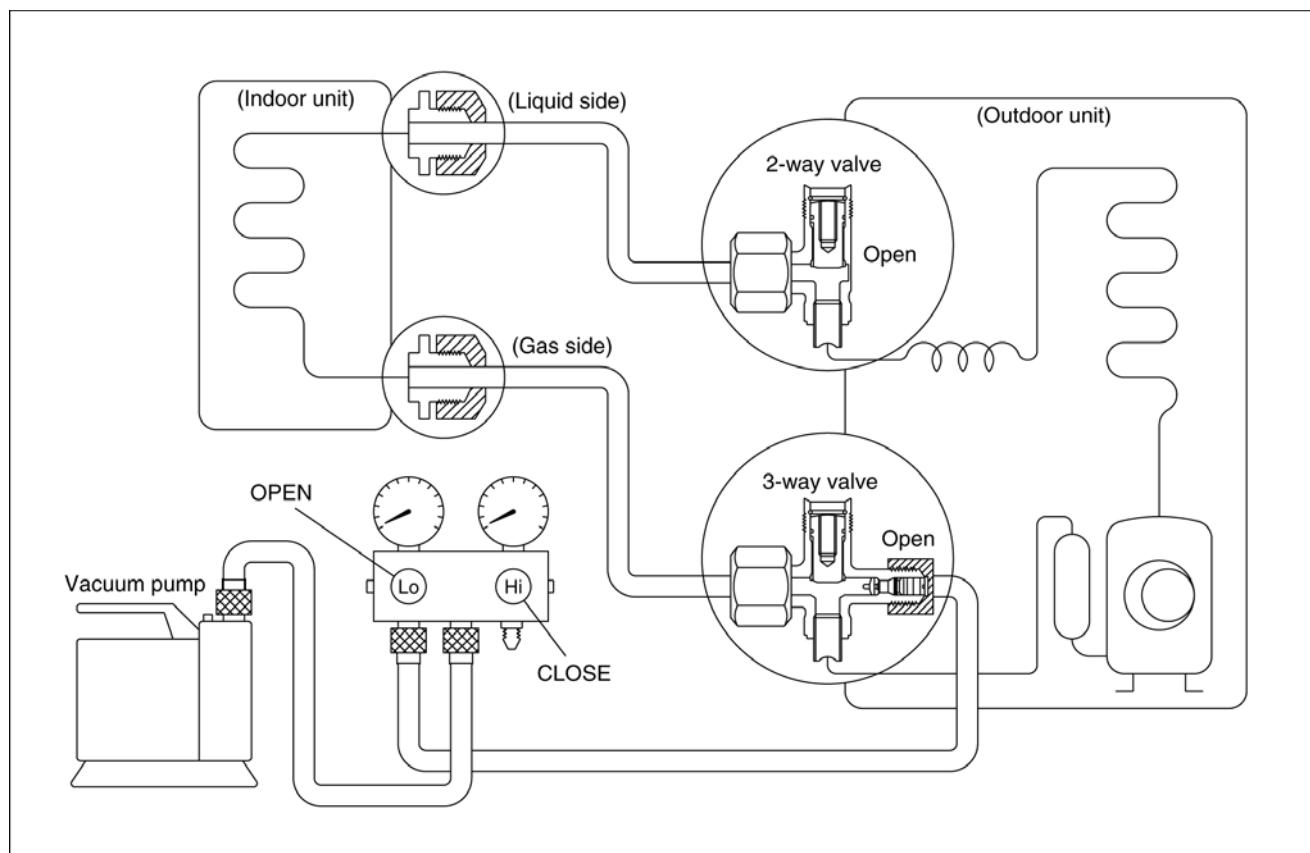 (Indoor unit)
(Liquid side)
(Outdoor unit)
2-way valve
Open
(Gas side)
3-way valve
Open
OPEN
Vacuum pump
Lo
Hi
CLOSE